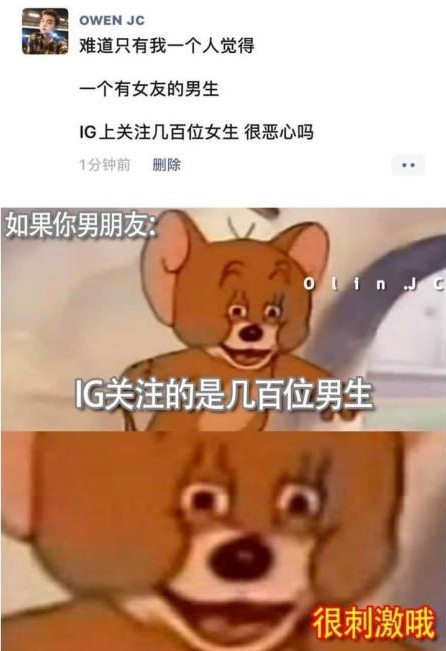 OWEN JC
难道只有我一个人觉得
一个有女友的男生
IG上关注几百位女生 很恶心吗
1分钟前 删除
如果你男朋友:
Olin.JC
IG关注的是几百位男生
很刺激哦